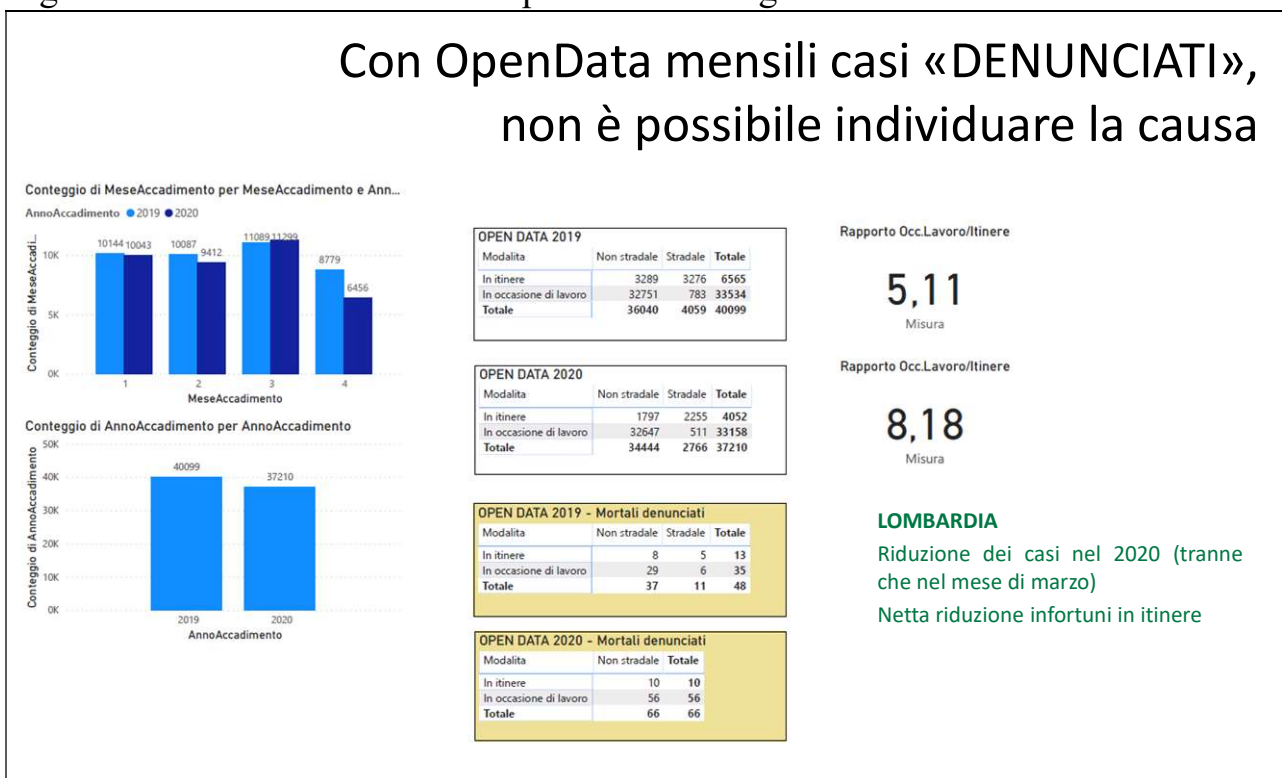 Con OpenData mensili casi «DENUNCIATI»,
non è possibile individuare la causa
Conteggio di MeseAccadimento per MeseAccadimento e Ann...
AnnoAccadimento 2019 2020
Conteggio di MeseAccadi...
10K
5K
0K
10144 10043
10087
9412
11089 11299
8779
6456
1 2 3 4
MeseAccadimento
Conteggio di AnnoAccadimento per AnnoAccadimento
Conteggio di AnnoAccadimento
50K
40K
30K
20K
10K
0K
40099
37210
2019 2020
AnnoAccadimento
OPEN DATA 2019
Modalita Non stradale Stradale Totale
In itinere 3289 3276 6565
In occasione di lavoro 32751 783 33534
Totale 36040 4059 40099
OPEN DATA 2020
Modalita Non stradale Stradale Totale
In itinere 1797 2255 4052
In occasione di lavoro 32647 511 33158
Totale 34444 2766 37210
OPEN DATA 2019 - Mortali denunciati
Modalita Non stradale Stradale Totale
In itinere 8 5 13
In occasione di lavoro 29 6 35
Totale 37 11 48
OPEN DATA 2020 - Mortali denunciati
Modalita Non stradale Totale
In itinere 10 10
In occasione di lavoro 56 56
Totale 66 66
Rapporto Occ.Lavoro/Itinere
5,11
Misura
Rapporto Occ.Lavoro/Itinere
8,18
Misura
LOMBARDIA
Riduzione dei casi nel 2020 (tranne
che nel mese di marzo)
Netta riduzione infortuni in itinere